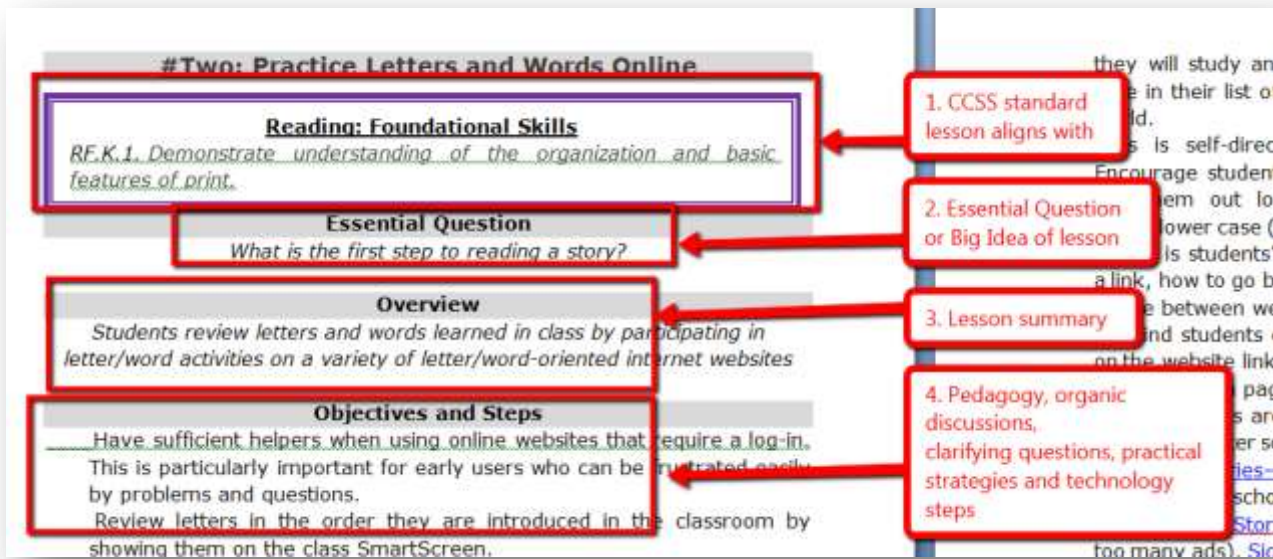 #Two: Practice Letters and Words Online
Reading: Foundational Skills
RF.K.1. Demonstrate understanding of the organization and basic
features of print.
Essential Question
What is the first step to reading a story?
Overview
Students review letters and words learned in class by participating in
letter/word activities on a variety of letter/word-oriented internet websites
Objectives and Steps
Have sufficient helpers when using online websites that require a log-in.
This is particularly important for early users who can be frustrated easily
by problems and questions.
Review letters in the order they are introduced in the classroom by
showing them on the class SmartScreen.
1. CCSS standard
lesson aligns with
2. Essential Question
or Big Idea of lesson
3. Lesson summary
4. Pedagogy, organic
discussions,
clarifying questions, practical
strategies and technology
steps
they will study an
in their list o
is self-direc
Encourage studen
out lo
lower case (
is students'
a link, how to go b
between we
students
on the website link
too many ads).